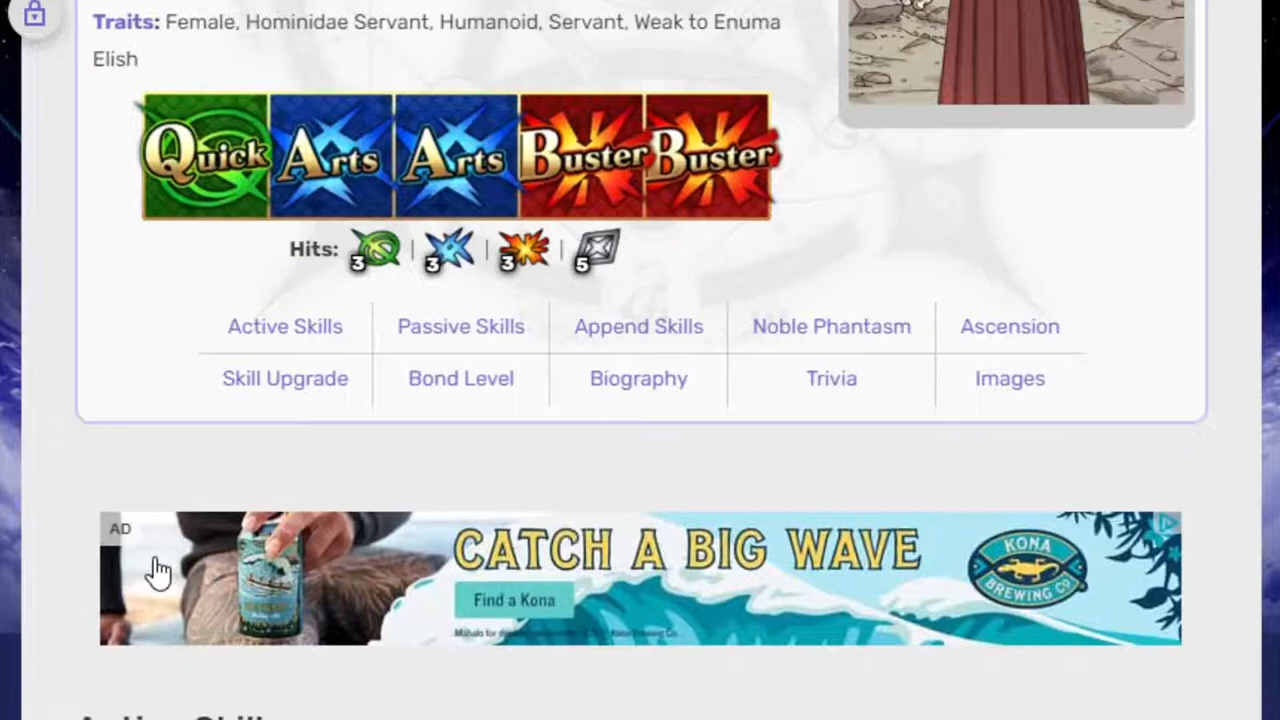 Traits: Female, Hominidae Servant, Humanoid, Servant, Weak to Enuma
Elish
Quick Arts Arts Buster Buster
Hits: 3 | 3 | 3 | 5
Active Skills Passive Skills Append Skills Noble Phantasm Ascension
Skill Upgrade Bond Level Biography Trivia Images
AD
CATCH A BIG WAVE
Find a Kona
KONA
BREWING CO